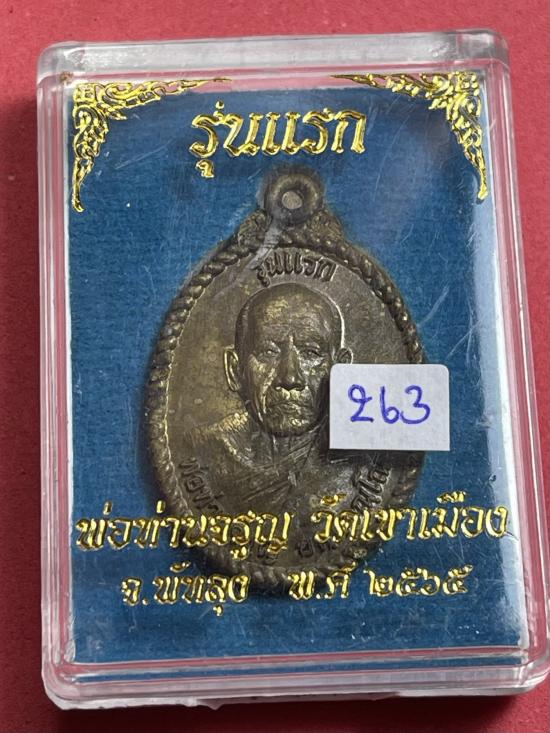 รุ่นแรก
รุ่นแรก
263
พ่อท่านจรูญ วัดเขาเมือง
จ.พัทลุง พ.ศ ๒๕๖๕